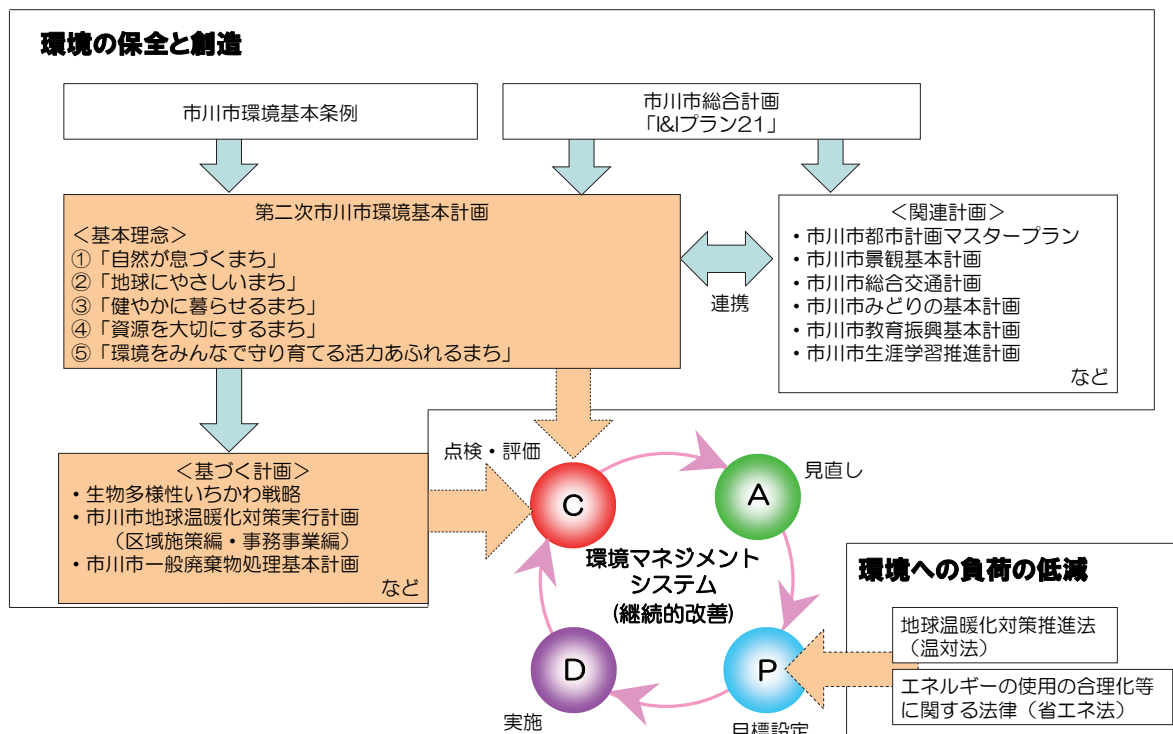 環境の保全と創造
市川市環境基本条例
市川市総合計画
「I&Iプラン21」
第二次市川市環境基本計画
＜基本理念＞
①「自然が息づくまち」
②「地球にやさしいまち」
③「健やかに暮らせるまち」
④「資源を大切にするまち」
⑤「環境をみんなで守り育てる活力あふれるまち」
連携
＜関連計画＞
・市川市都市計画マスタープラン
・市川市景観基本計画
・市川市総合交通計画
・市川市みどりの基本計画
・市川市教育振興基本計画
・市川市生涯学習推進計画
など
＜基づく計画＞
・生物多様性いちかわ戦略
・市川市地球温暖化対策実行計画
（区域施策編・事務事業編）
・市川市一般廃棄物処理基本計画
など
点検・評価
C
A
見直し
環境マネジメント
システム
(継続的改善)
D
実施
P
目標設定
環境への負荷の低減
地球温暖化対策推進法
（温対法）
エネルギーの使用の合理化等
に関する法律（省エネ法）